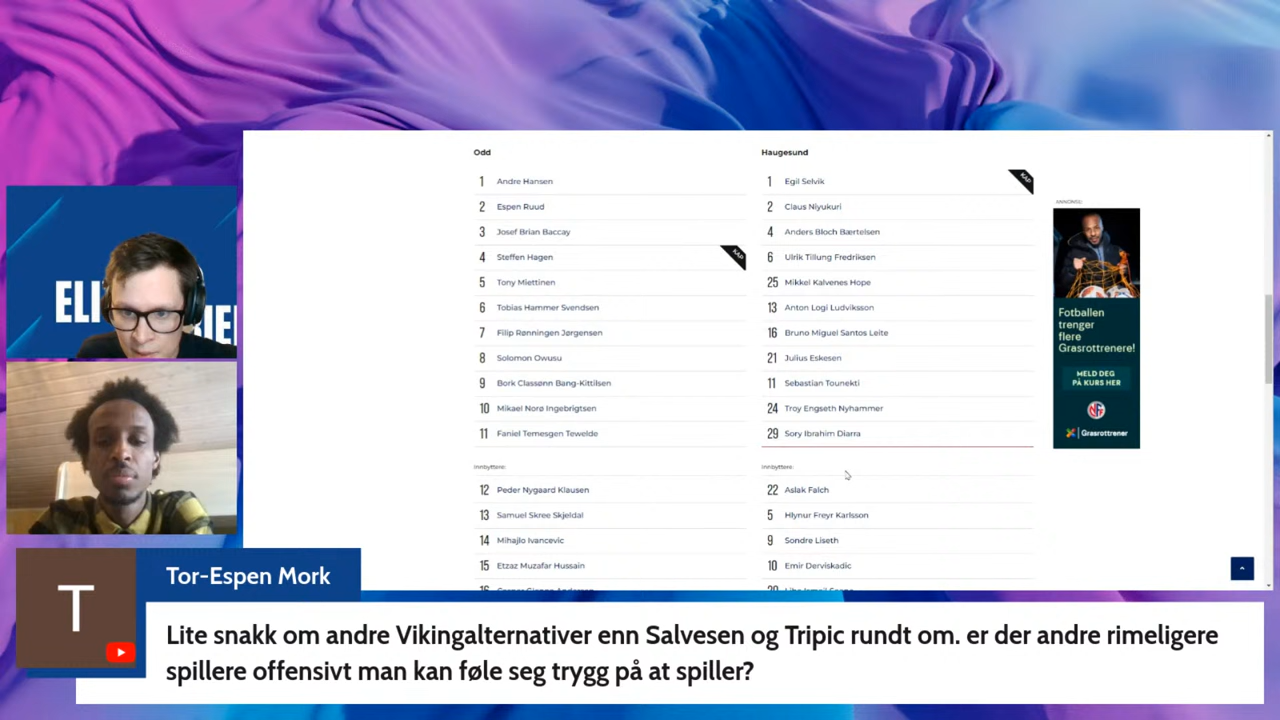 Odd
1 Andre Hansen
2 Espen Ruud
3 Josef Brian Baccay
4 Steffen Hagen
KAP
5 Tony Miettinen
6 Tobias Hammer Svendsen
7 Filip Rønningen Jørgensen
8 Solomon Owusu
9 Bork Classønn Bang-Kittilsen
10 Mikael Norø Ingebrigtsen
11 Faniel Temesgen Tewelde
Innbyttere:
12 Peder Nygaard Klausen
13 Samuel Skree Skjeldal
14 Mihajlo Ivancevic
15 Etzaz Muzafar Hussain
Haugesund
1 Egil Selvik
KAP
2 Claus Niyukuri
4 Anders Bloch Bærtelsen
6 Ulrik Tillung Fredriksen
25 Mikkel Kalvenes Hope
13 Anton Logi Ludviksson
16 Bruno Miguel Santos Leite
21 Julius Eskesen
11 Sebastian Tounekti
24 Troy Engseth Nyhammer
29 Sory Ibrahim Diarra
Innbyttere:
22 Aslak Falch
5 Hlynur Freyr Karlsson
9 Sondre Liseth
10 Emir Derviskadic
ANNONSE:
Fotballen
trenger
flere
Grasrottrenere!
MELD DEG
PÅ KURS HER
Grasrottrener
ELI
T
Tor-Espen Mork
Lite snakk om andre Vikingalternativer enn Salvesen og Tripic rundt om. er der andre rimeligere
spillere offensivt man kan føle seg trygg på at spiller?